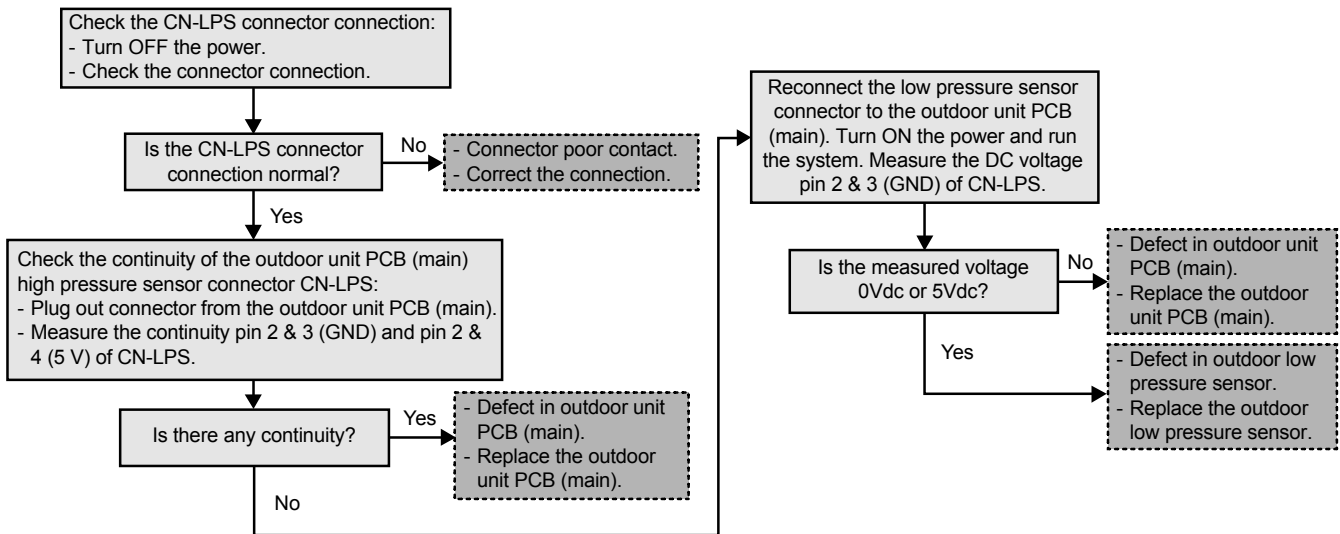 Check the CN-LPS connector connection:
- Turn OFF the power.
- Check the connector connection.
Is the CN-LPS connector
connection normal?
No
- Connector poor contact.
- Correct the connection.
Yes
Check the continuity of the outdoor unit PCB (main)
high pressure sensor connector CN-LPS:
- Plug out connector from the outdoor unit PCB (main).
- Measure the continuity pin 2 & 3 (GND) and pin 2 &
4 (5 V) of CN-LPS.
Is there any continuity?
Yes
- Defect in outdoor unit
PCB (main).
- Replace the outdoor
unit PCB (main).
No
Reconnect the low pressure sensor
connector to the outdoor unit PCB
(main). Turn ON the power and run
the system. Measure the DC voltage
pin 2 & 3 (GND) of CN-LPS.
Is the measured voltage
0Vdc or 5Vdc?
No
- Defect in outdoor unit
PCB (main).
- Replace the outdoor
unit PCB (main).
Yes
- Defect in outdoor low
pressure sensor.
- Replace the outdoor
low pressure sensor.